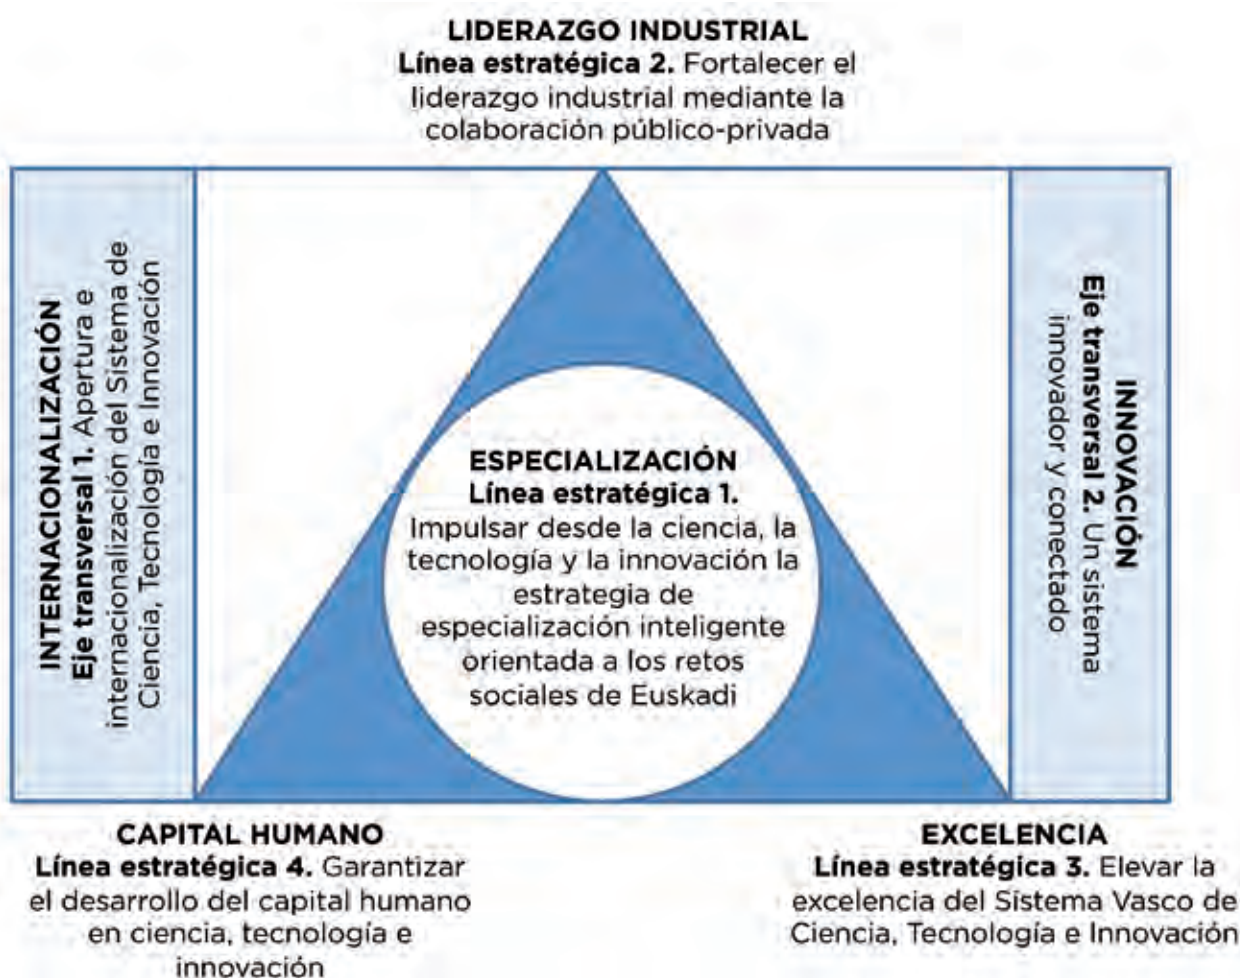 LIDERAZGO INDUSTRIAL
Línea estratégica 2. Fortalecer el
liderazgo industrial mediante la
colaboración público-privada
INTERNACIONALIZACIÓN
Eje transversal 1. Apertura e
internacionalización del Sistema de
Ciencia, Tecnología e Innovación
ESPECIALIZACIÓN
Línea estratégica 1.
Impulsar desde la ciencia, la
tecnología y la innovación la
estrategia de
especialización inteligente
orientada a los retos
sociales de Euskadi
INNOVACIÓN
Eje transversal 2. Un sistema
innovador y conectado
CAPITAL HUMANO
Línea estratégica 4. Garantizar
el desarrollo del capital humano
en ciencia, tecnología e
innovación
EXCELENCIA
Línea estratégica 3. Elevar la
excelencia del Sistema Vasco de
Ciencia, Tecnología e Innovación